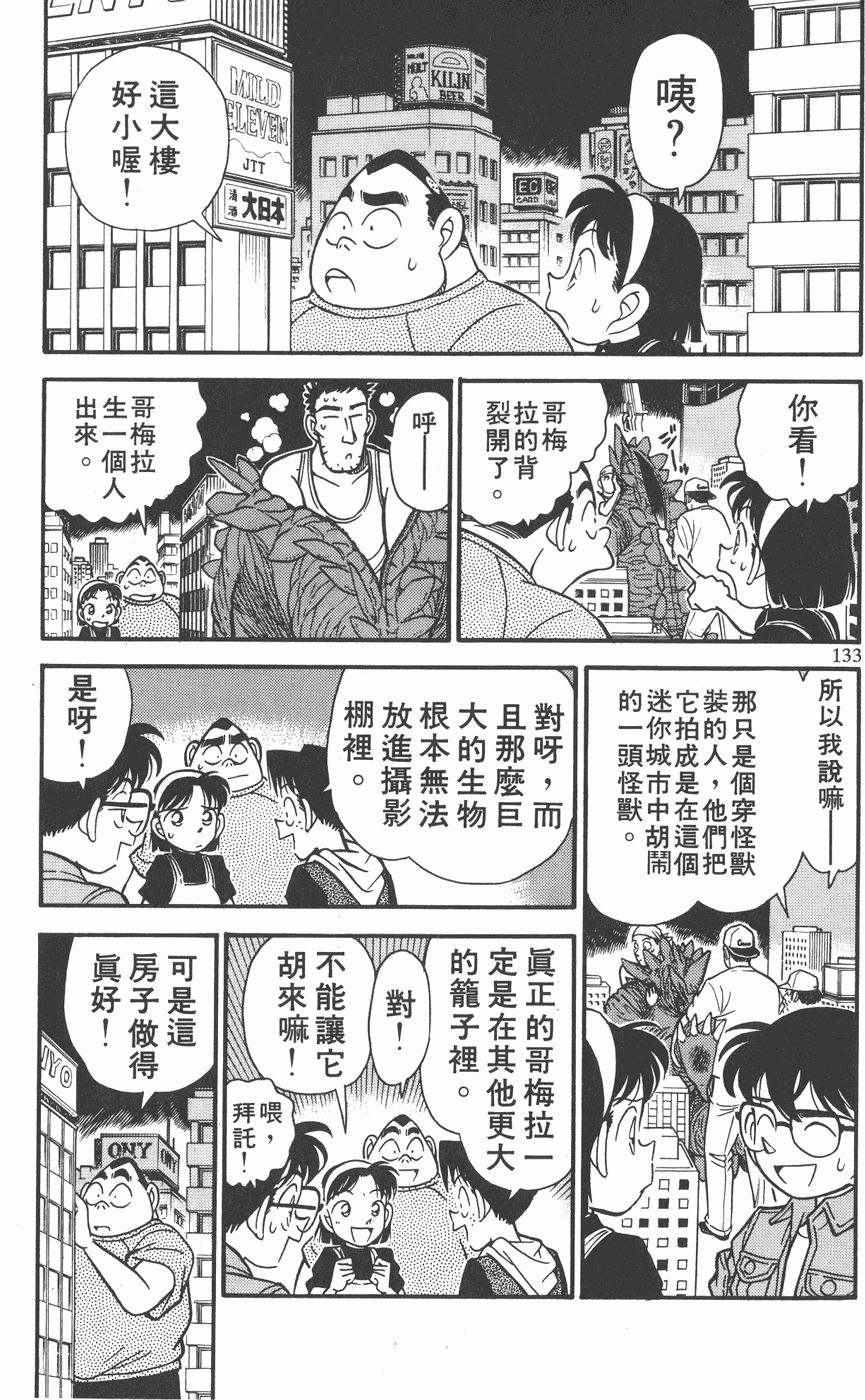 咦?
這大樓
好小喔!
MILD
ELEVEN
JTT
清酒
大日本
KILIN
BEER
EC
CARD
你看!
哥梅
拉的背
裂開了。
呼——
哥梅拉
生一個人
出來。
133
所以我說嘛——
那只是個穿怪獸
裝的人,他們把
它拍成是在這個
迷你城市中胡鬧
的一頭怪獸。
對呀,而
且那麼巨
大的生物
根本無法
放進攝影
棚裡。
是呀!
眞正的哥梅拉一
定是在其他更大
的籠子裡。
對!
不能讓它
胡來嘛!
喂,
拜託!
可是這
房子做得
眞好!
NYO
ONY